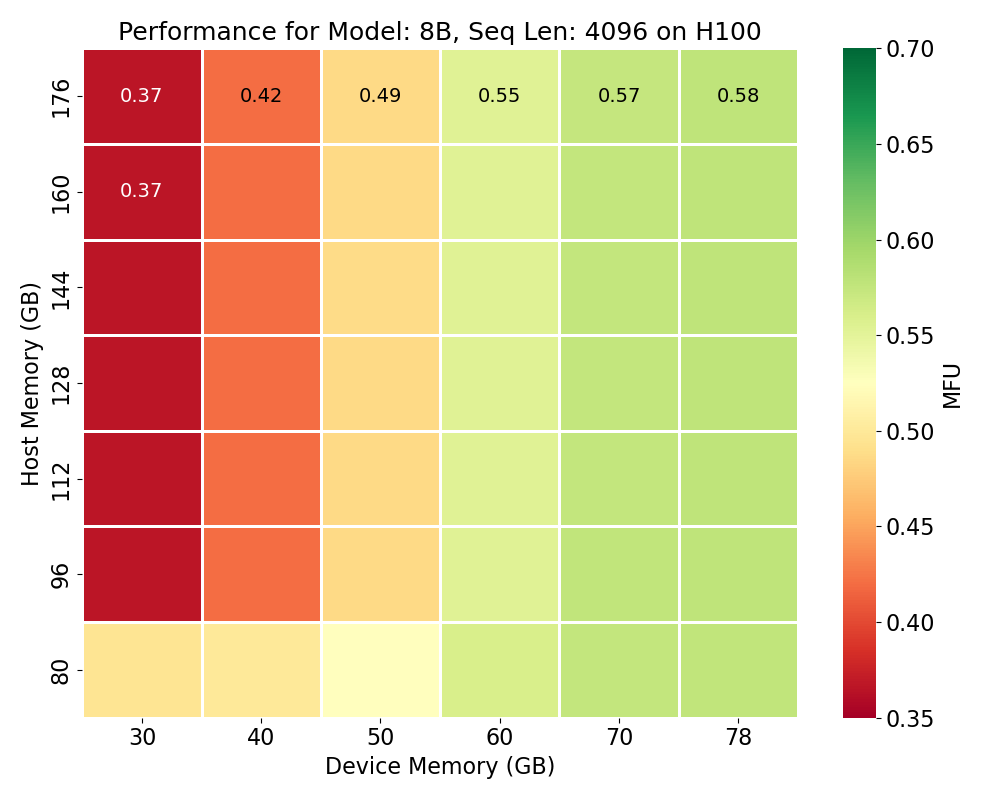 Performance for Model: 8B, Seq Len: 4096 on H100
0.70
176
0.37 0.42 0.49 0.55 0.57 0.58
0.65
160
0.37
0.60
144
Host Memory (GB)
0.55
128
MFU
0.50
112
0.45
96
0.40
80
0.35
30 40 50 60 70 78
Device Memory (GB)